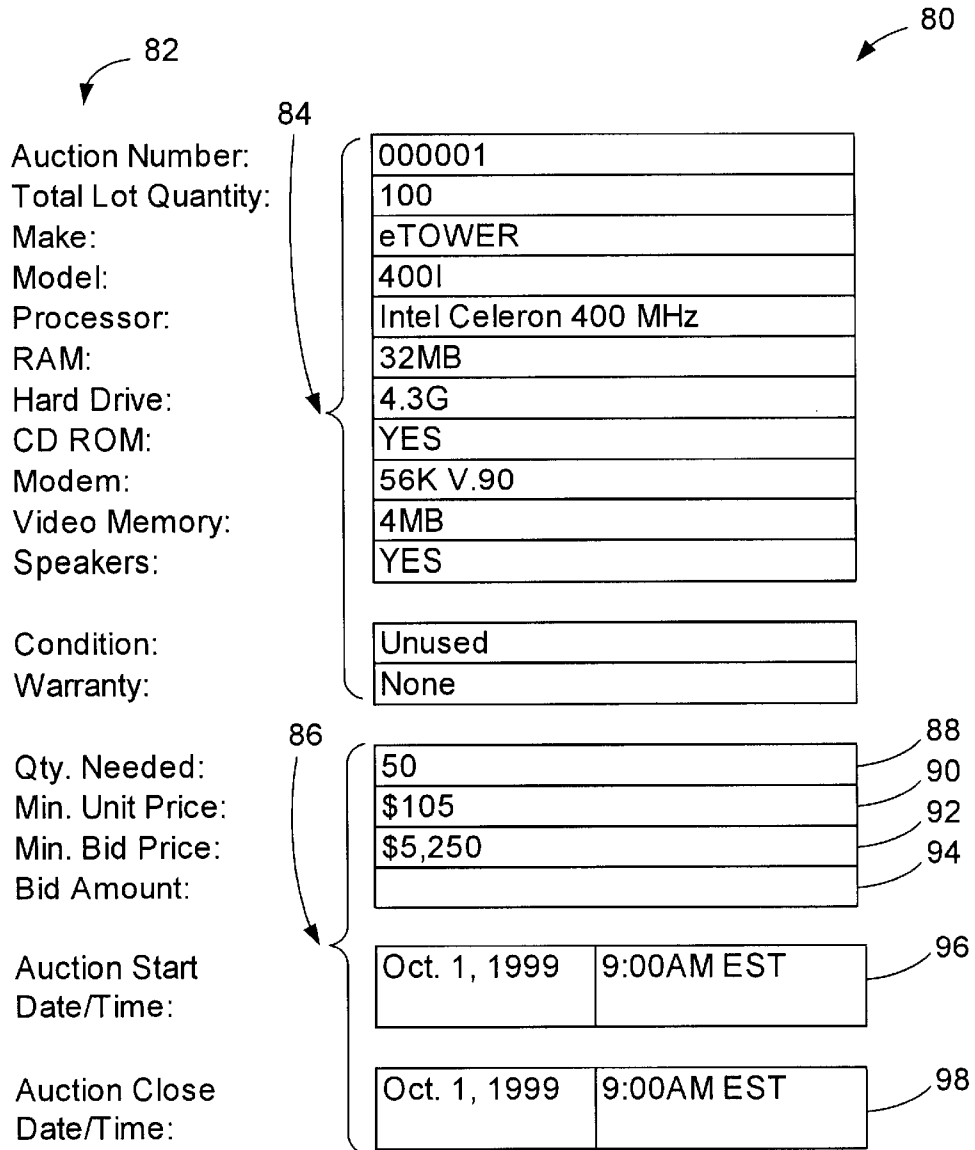 80
82
84
Auction Number: 000001
Total Lot Quantity: 100
Make: eTOWER
Model: 400I
Processor: Intel Celeron 400 MHz
RAM: 32MB
Hard Drive: 4.3G
CD ROM: YES
Modem: 56K V.90
Video Memory: 4MB
Speakers: YES
Condition: Unused
Warranty: None
86
88
Qty. Needed: 50
90
Min. Unit Price: $105
92
Min. Bid Price: $5,250
94
Bid Amount:
Auction Start Oct. 1, 1999 9:00AM EST 96
Date/Time:
Auction Close Oct. 1, 1999 9:00AM EST 98
Date/Time: